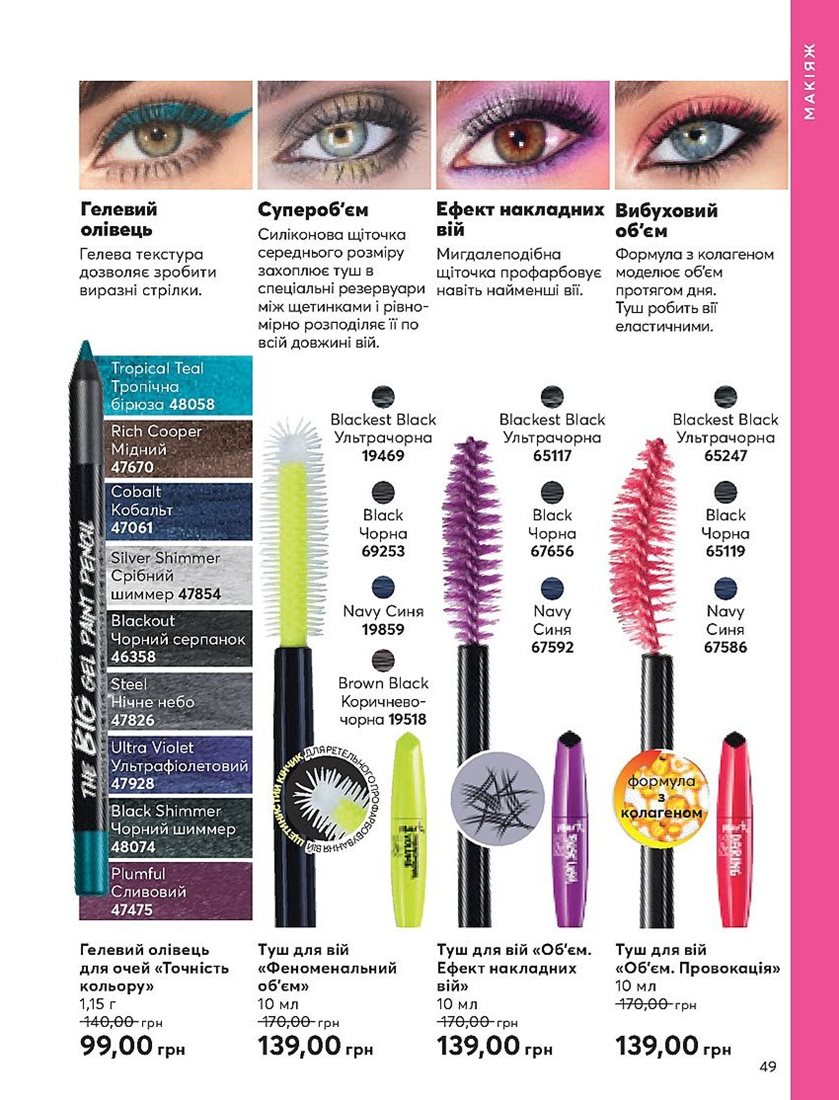 МАКІЯЖ
Гелевий
олівець
Гелева текстура
дозволяє зробити
виразні стрілки.
Супероб'єм
Силіконова щіточка
середнього розміру
захоплює туш в
спеціальні резервуари
між щетинками і рівно-
мірно розподіляє її по
всій довжині вій.
Ефект накладних
вій
Мигдалеподібна
щіточка профарбовує
навіть найменші вії.
Вибуховий
об'єм
Формула з колагеном
моделює об'єм
протягом дня.
Туш робить вії
еластичними.
THE BIG GEL PAINT PENCIL
Tropical Teal
Тропічна
бірюза 48058
Rich Cooper
Мідний
47670
Cobalt
Кобальт
47061
Silver Shimmer
Срібний
шиммер 47854
Blackout
Чорний серпанок
46358
Steel
Нічне небо
47826
Ultra Violet
Ультрафіолетовий
47928
Black Shimmer
Чорний шиммер
48074
Plumful
Сливовий
47475
Blackest Black
Ультрачорна
19469
Black
Чорна
69253
Navy Синя
19859
Brown Black
Коричнево-
чорна 19518
ЩЕТИНИСТИЙ КІНЧИК ДЛЯ РЕТЕЛЬНОГО ПРОФАРБОВУВАННЯ ВІЙ
Blackest Black
Ультрачорна
65117
Black
Чорна
67656
Navy
Синя
67592
Blackest Black
Ультрачорна
65247
Black
Чорна
65119
Navy
Синя
67586
формула
з
колагеном
DARING
Гелевий олівець
для очей «Точність
кольору»
1,15 г
140,00 грн
99,00 грн
Туш для вій
«Феноменальний
об'єм»
10 мл
170,00 грн
139,00 грн
Туш для вій «Об'єм.
Ефект накладних
вій»
10 мл
170,00 грн
139,00 грн
Туш для вій
«Об'єм. Провокація»
10 мл
170,00 грн
139,00 грн
49